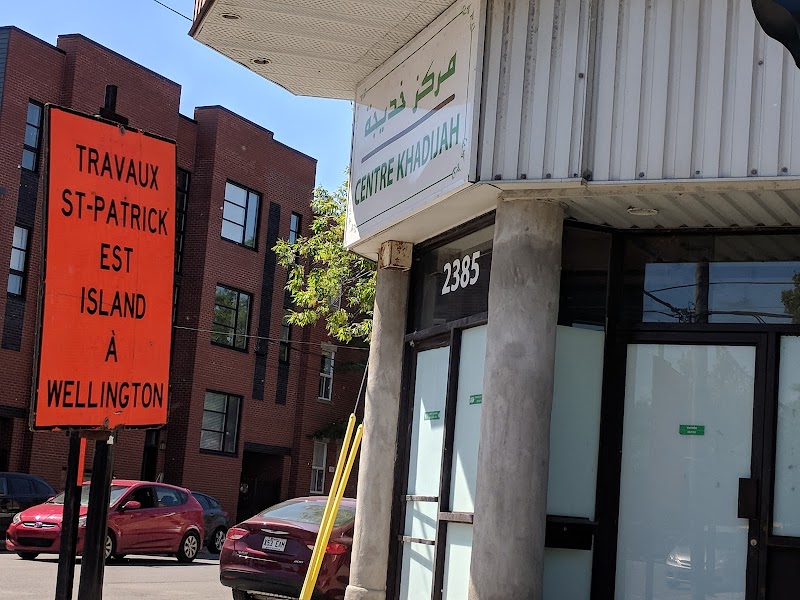 TRAVAUX
ST-PATRICK
EST
ISLAND
À
WELLINGTON
مركز خديجة
CENTRE KHADIJAH
2385